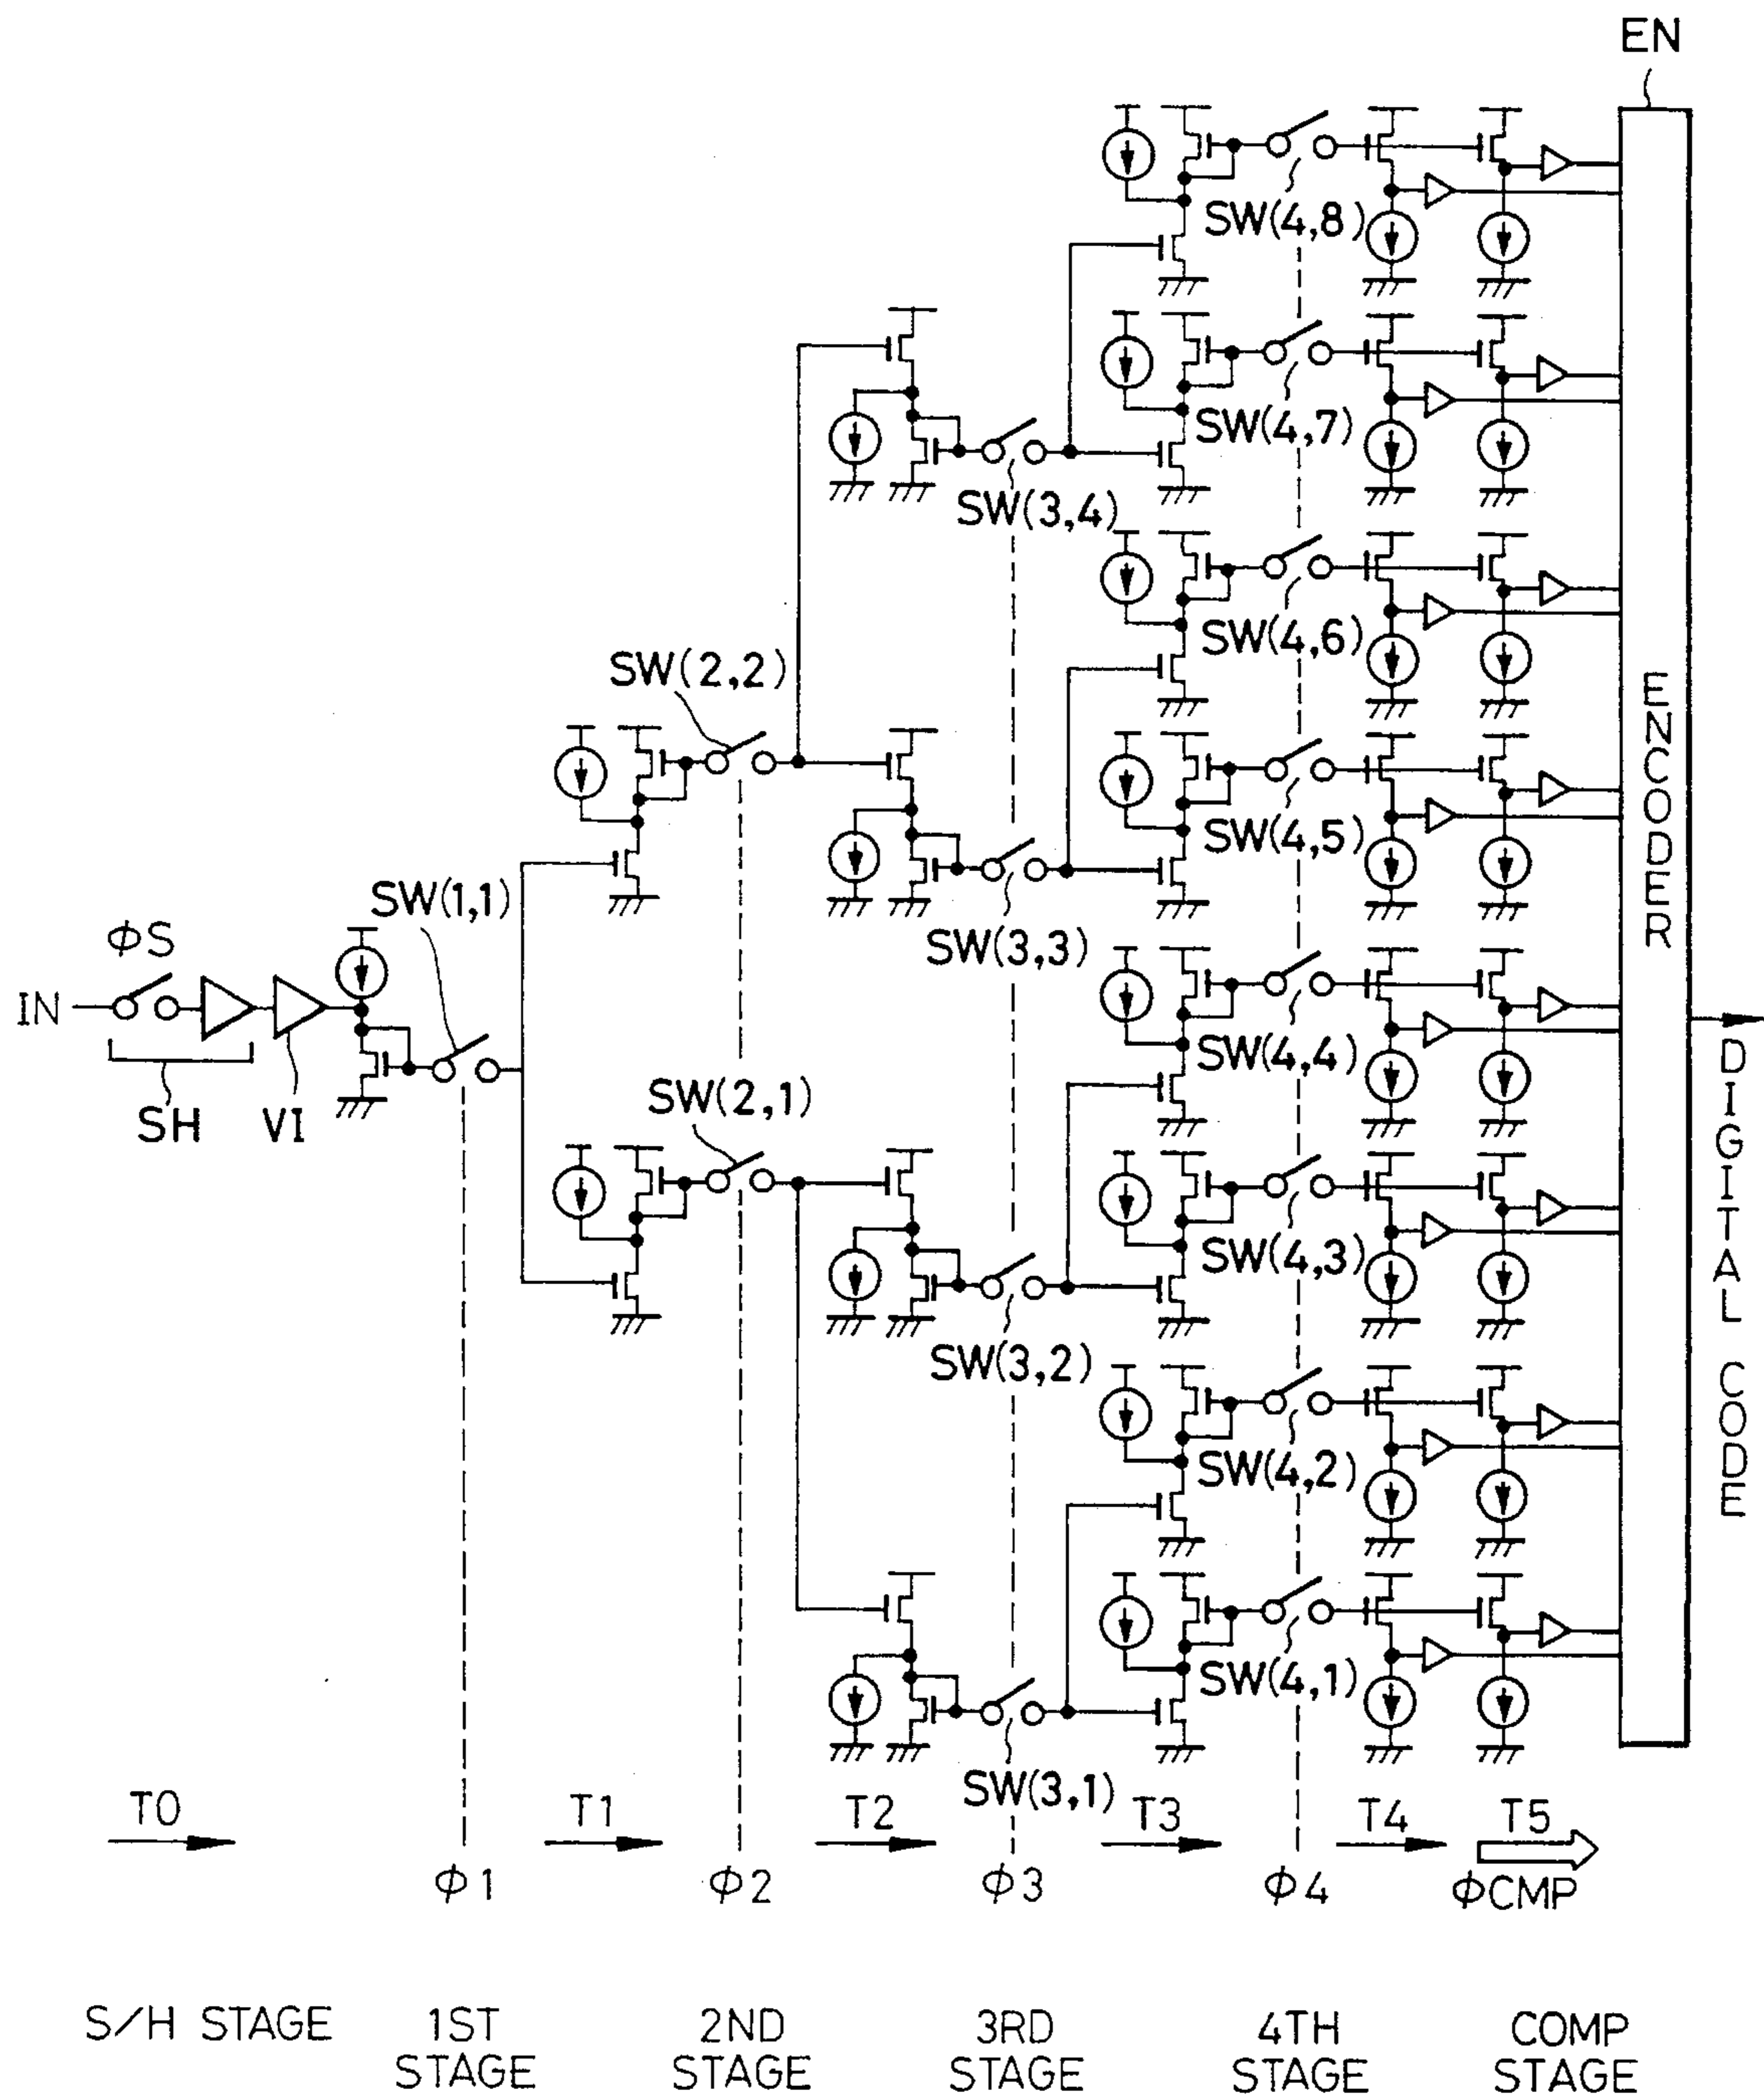 EN
SW(4,8)
SW(4,7)
SW(3,4)
SW(4,6)
SW(2,2)
SW(4,5)
ENCODER
SW(1,1)
ϕS
SW(3,3)
IN
SW(4,4)
SW(2,1)
SH
VI
SW(4,3)
DIGITAL CODE
SW(3,2)
SW(4,2)
SW(4,1)
SW(3,1)
T0
T1
T2
T3
T4
T5
ϕ1
ϕ2
ϕ3
ϕ4
ϕCMP
S/H STAGE
1ST
STAGE
2ND
STAGE
3RD
STAGE
4TH
STAGE
COMP
STAGE